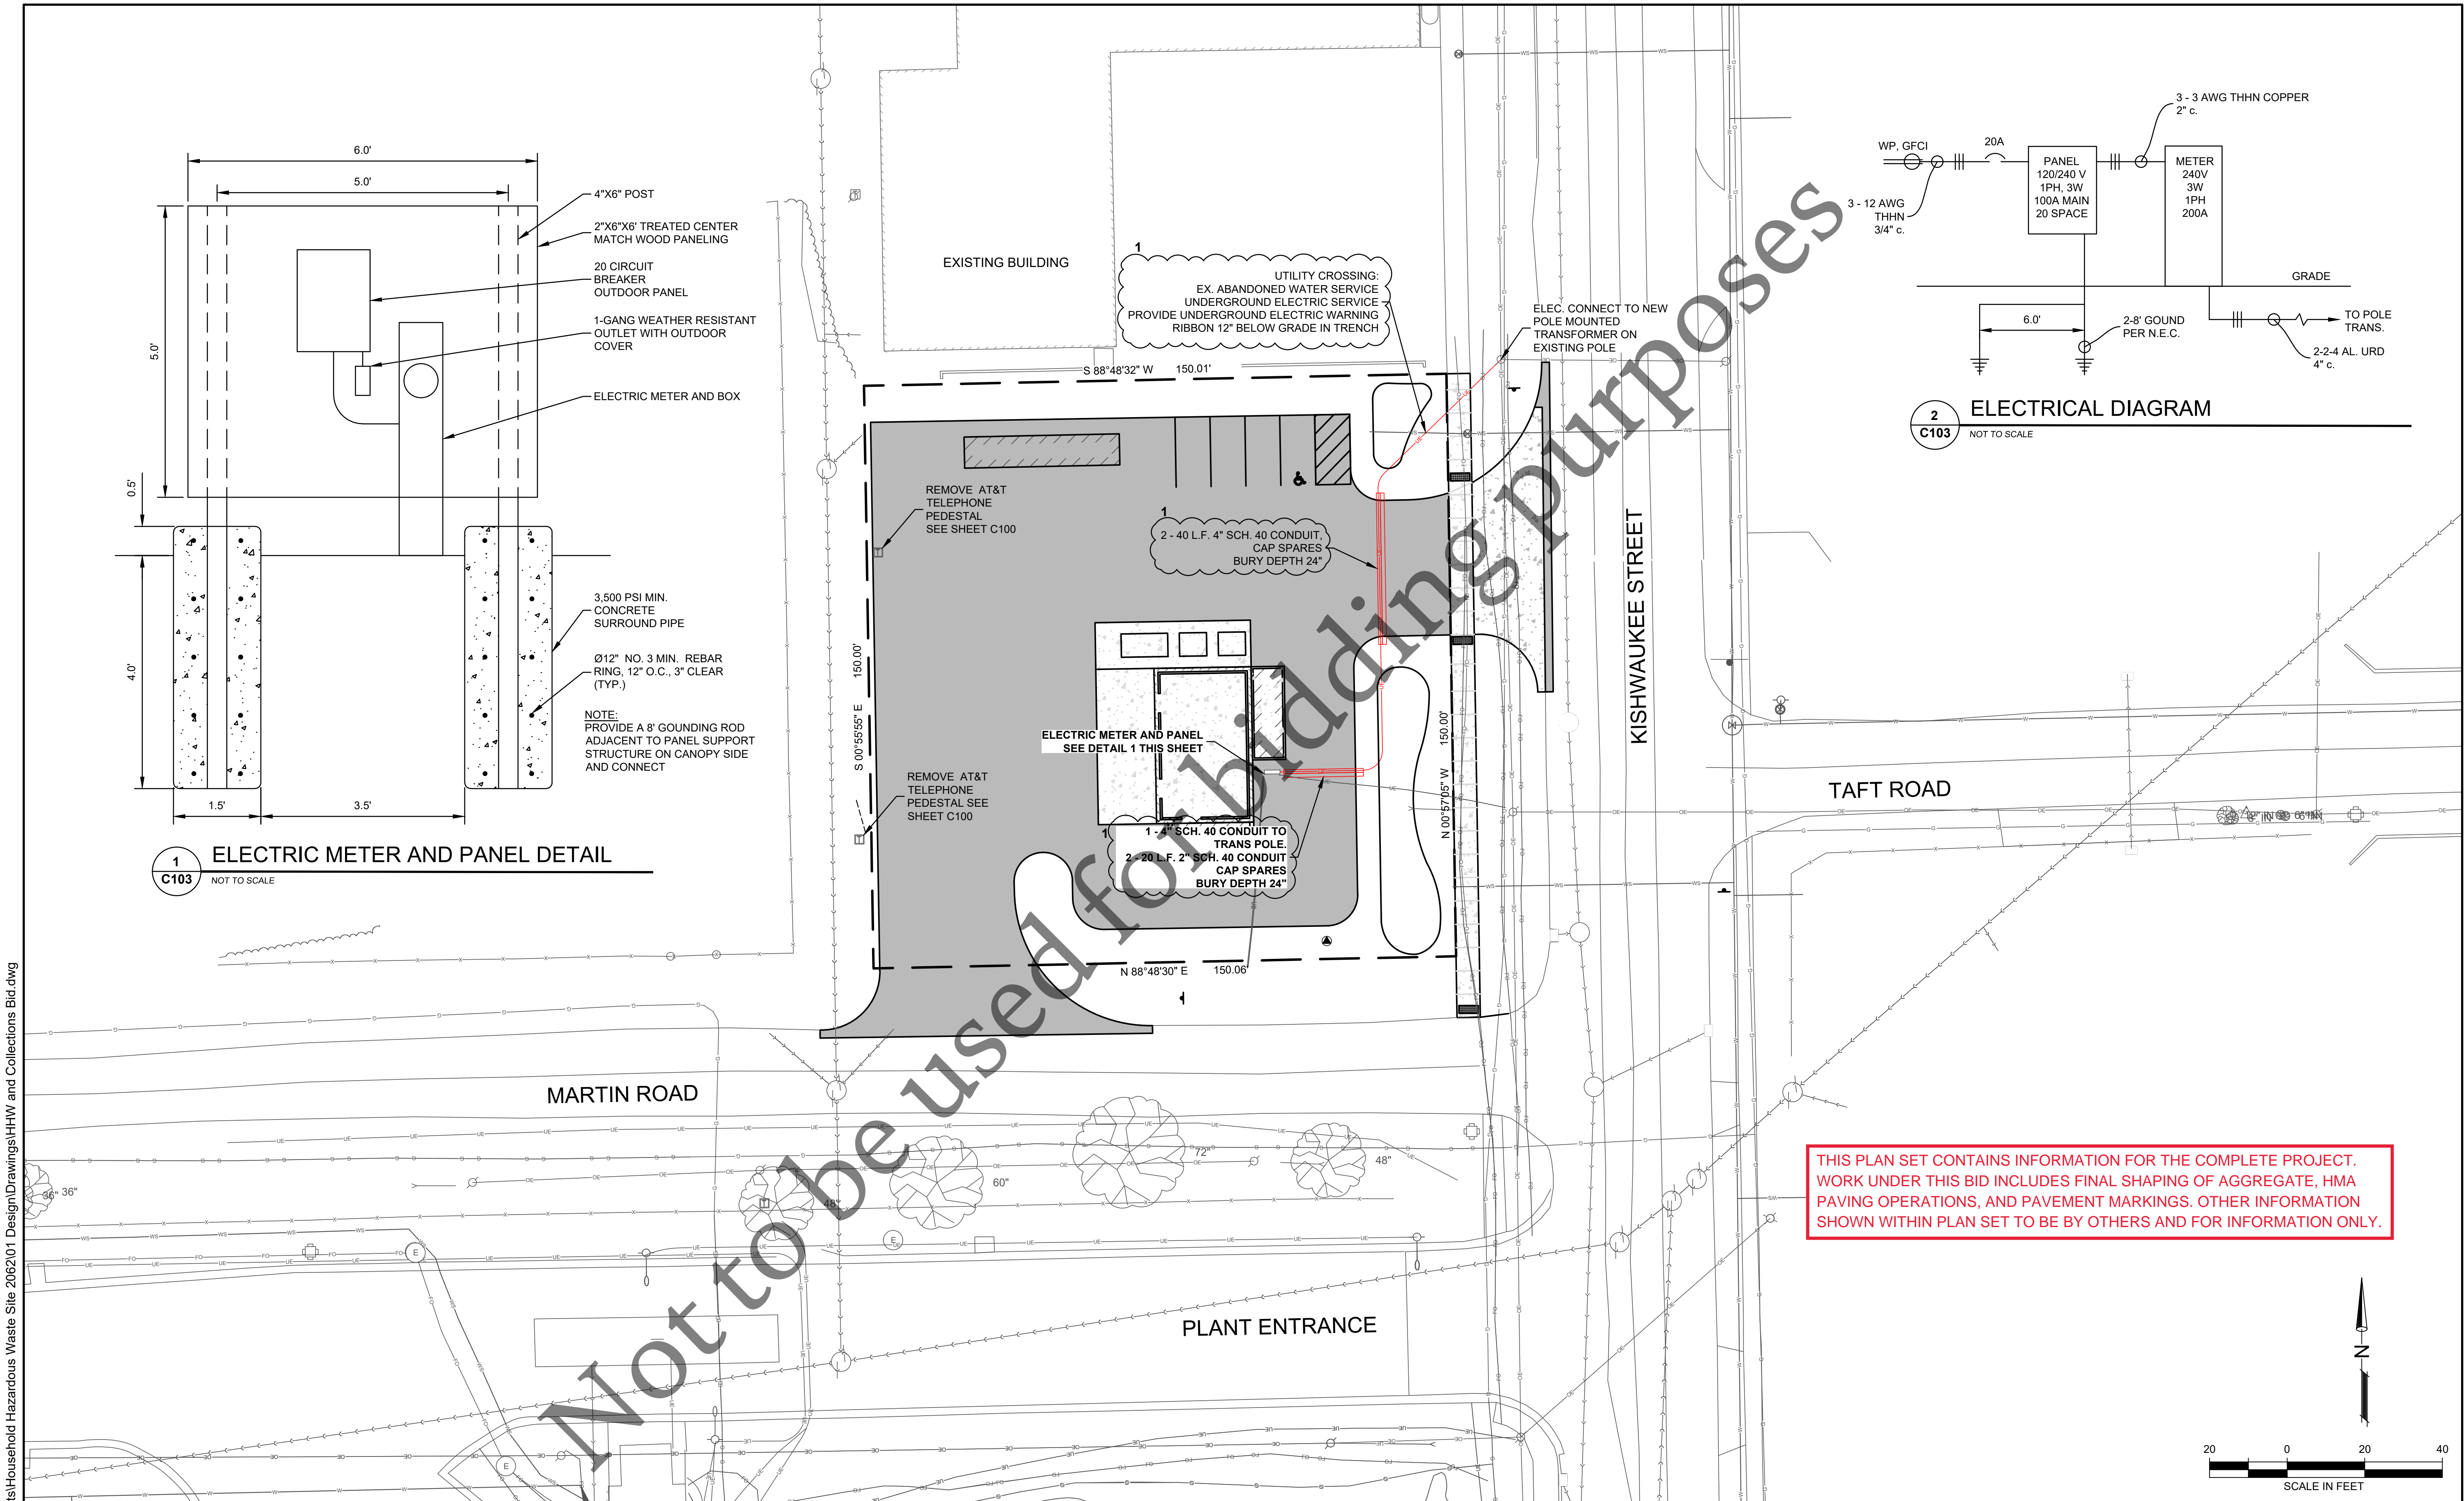 6.0'
5.0'
4"X6" POST
2"X6"X6' TREATED CENTER
MATCH WOOD PANELING
20 CIRCUIT
BREAKER
OUTDOOR PANEL
1-GANG WEATHER RESISTANT
OUTLET WITH OUTDOOR
COVER
ELECTRIC METER AND BOX
5.0'
0.5'
4.0'
3,500 PSI MIN.
CONCRETE
SURROUND PIPE
Ø12" NO. 3 MIN. REBAR
RING, 12" O.C., 3" CLEAR
(TYP.)
NOTE:
PROVIDE A 8' GOUNDING ROD
ADJACENT TO PANEL SUPPORT
STRUCTURE ON CANOPY SIDE
AND CONNECT
1.5'
3.5'
1
C103
ELECTRIC METER AND PANEL DETAIL
NOT TO SCALE
EXISTING BUILDING
1
UTILITY CROSSING:
EX. ABANDONED WATER SERVICE
UNDERGROUND ELECTRIC SERVICE
PROVIDE UNDERGROUND ELECTRIC WARNING
RIBBON 12" BELOW GRADE IN TRENCH
ELEC. CONNECT TO NEW
POLE MOUNTED
TRANSFORMER ON
EXISTING POLE
S 88°48'32" W 150.01'
REMOVE AT&T
TELEPHONE
PEDESTAL
SEE SHEET C100
1
2 - 40 L.F. 4" SCH. 40 CONDUIT,
CAP SPARES
BURY DEPTH 24"
S 00°55'55" E 150.00'
ELECTRIC METER AND PANEL
SEE DETAIL 1 THIS SHEET
REMOVE AT&T
TELEPHONE
PEDESTAL SEE
SHEET C100
1
1 - 4" SCH. 40 CONDUIT TO
TRANS POLE.
2 - 20 L.F. 2" SCH. 40 CONDUIT
CAP SPARES
BURY DEPTH 24"
N 00°57'05" W 150.00'
N 88°48'30" E 150.06'
KISHWAUKEE STREET
TAFT ROAD
MARTIN ROAD
PLANT ENTRANCE
3 - 3 AWG THHN COPPER
2" c.
WP, GFCI
20A
3 - 12 AWG
THHN
3/4" c.
PANEL
120/240 V
1PH, 3W
100A MAIN
20 SPACE
METER
240V
3W
1PH
200A
GRADE
6.0'
2-8' GOUND
PER N.E.C.
TO POLE
TRANS.
2-2-4 AL. URD
4" c.
2
C103
ELECTRICAL DIAGRAM
NOT TO SCALE
36" 36"
48"
60"
72"
48"
THIS PLAN SET CONTAINS INFORMATION FOR THE COMPLETE PROJECT.
WORK UNDER THIS BID INCLUDES FINAL SHAPING OF AGGREGATE, HMA
PAVING OPERATIONS, AND PAVEMENT MARKINGS. OTHER INFORMATION
SHOWN WITHIN PLAN SET TO BE BY OTHERS AND FOR INFORMATION ONLY.
N
20 0 20 40
SCALE IN FEET
Not to be used for bidding purposes
ts\Household Hazardous Waste Site 2062\01 Design\Drawings\HHW and Collections Bid.dwg